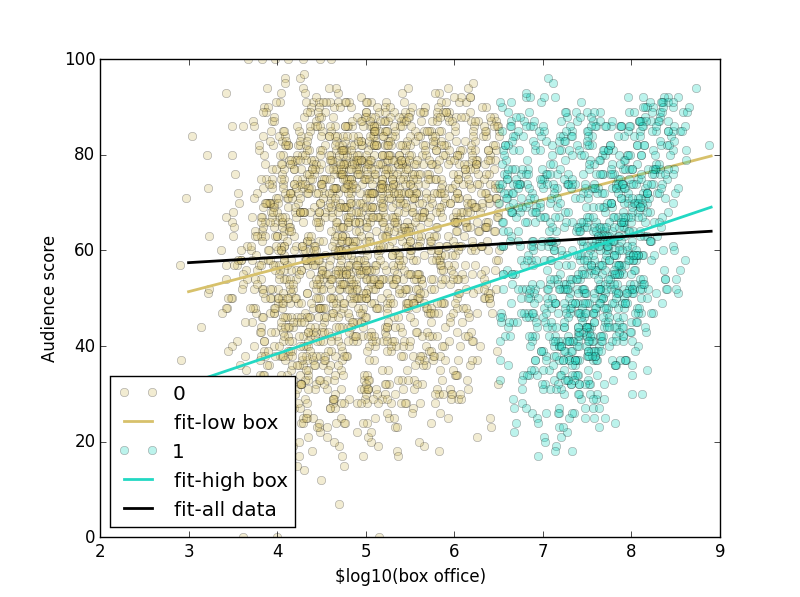 100
80
60
40
20
0
Audience score
0
fit-low box
1
fit-high box
fit-all data
2 3 4 5 6 7 8 9
$log10(box office)